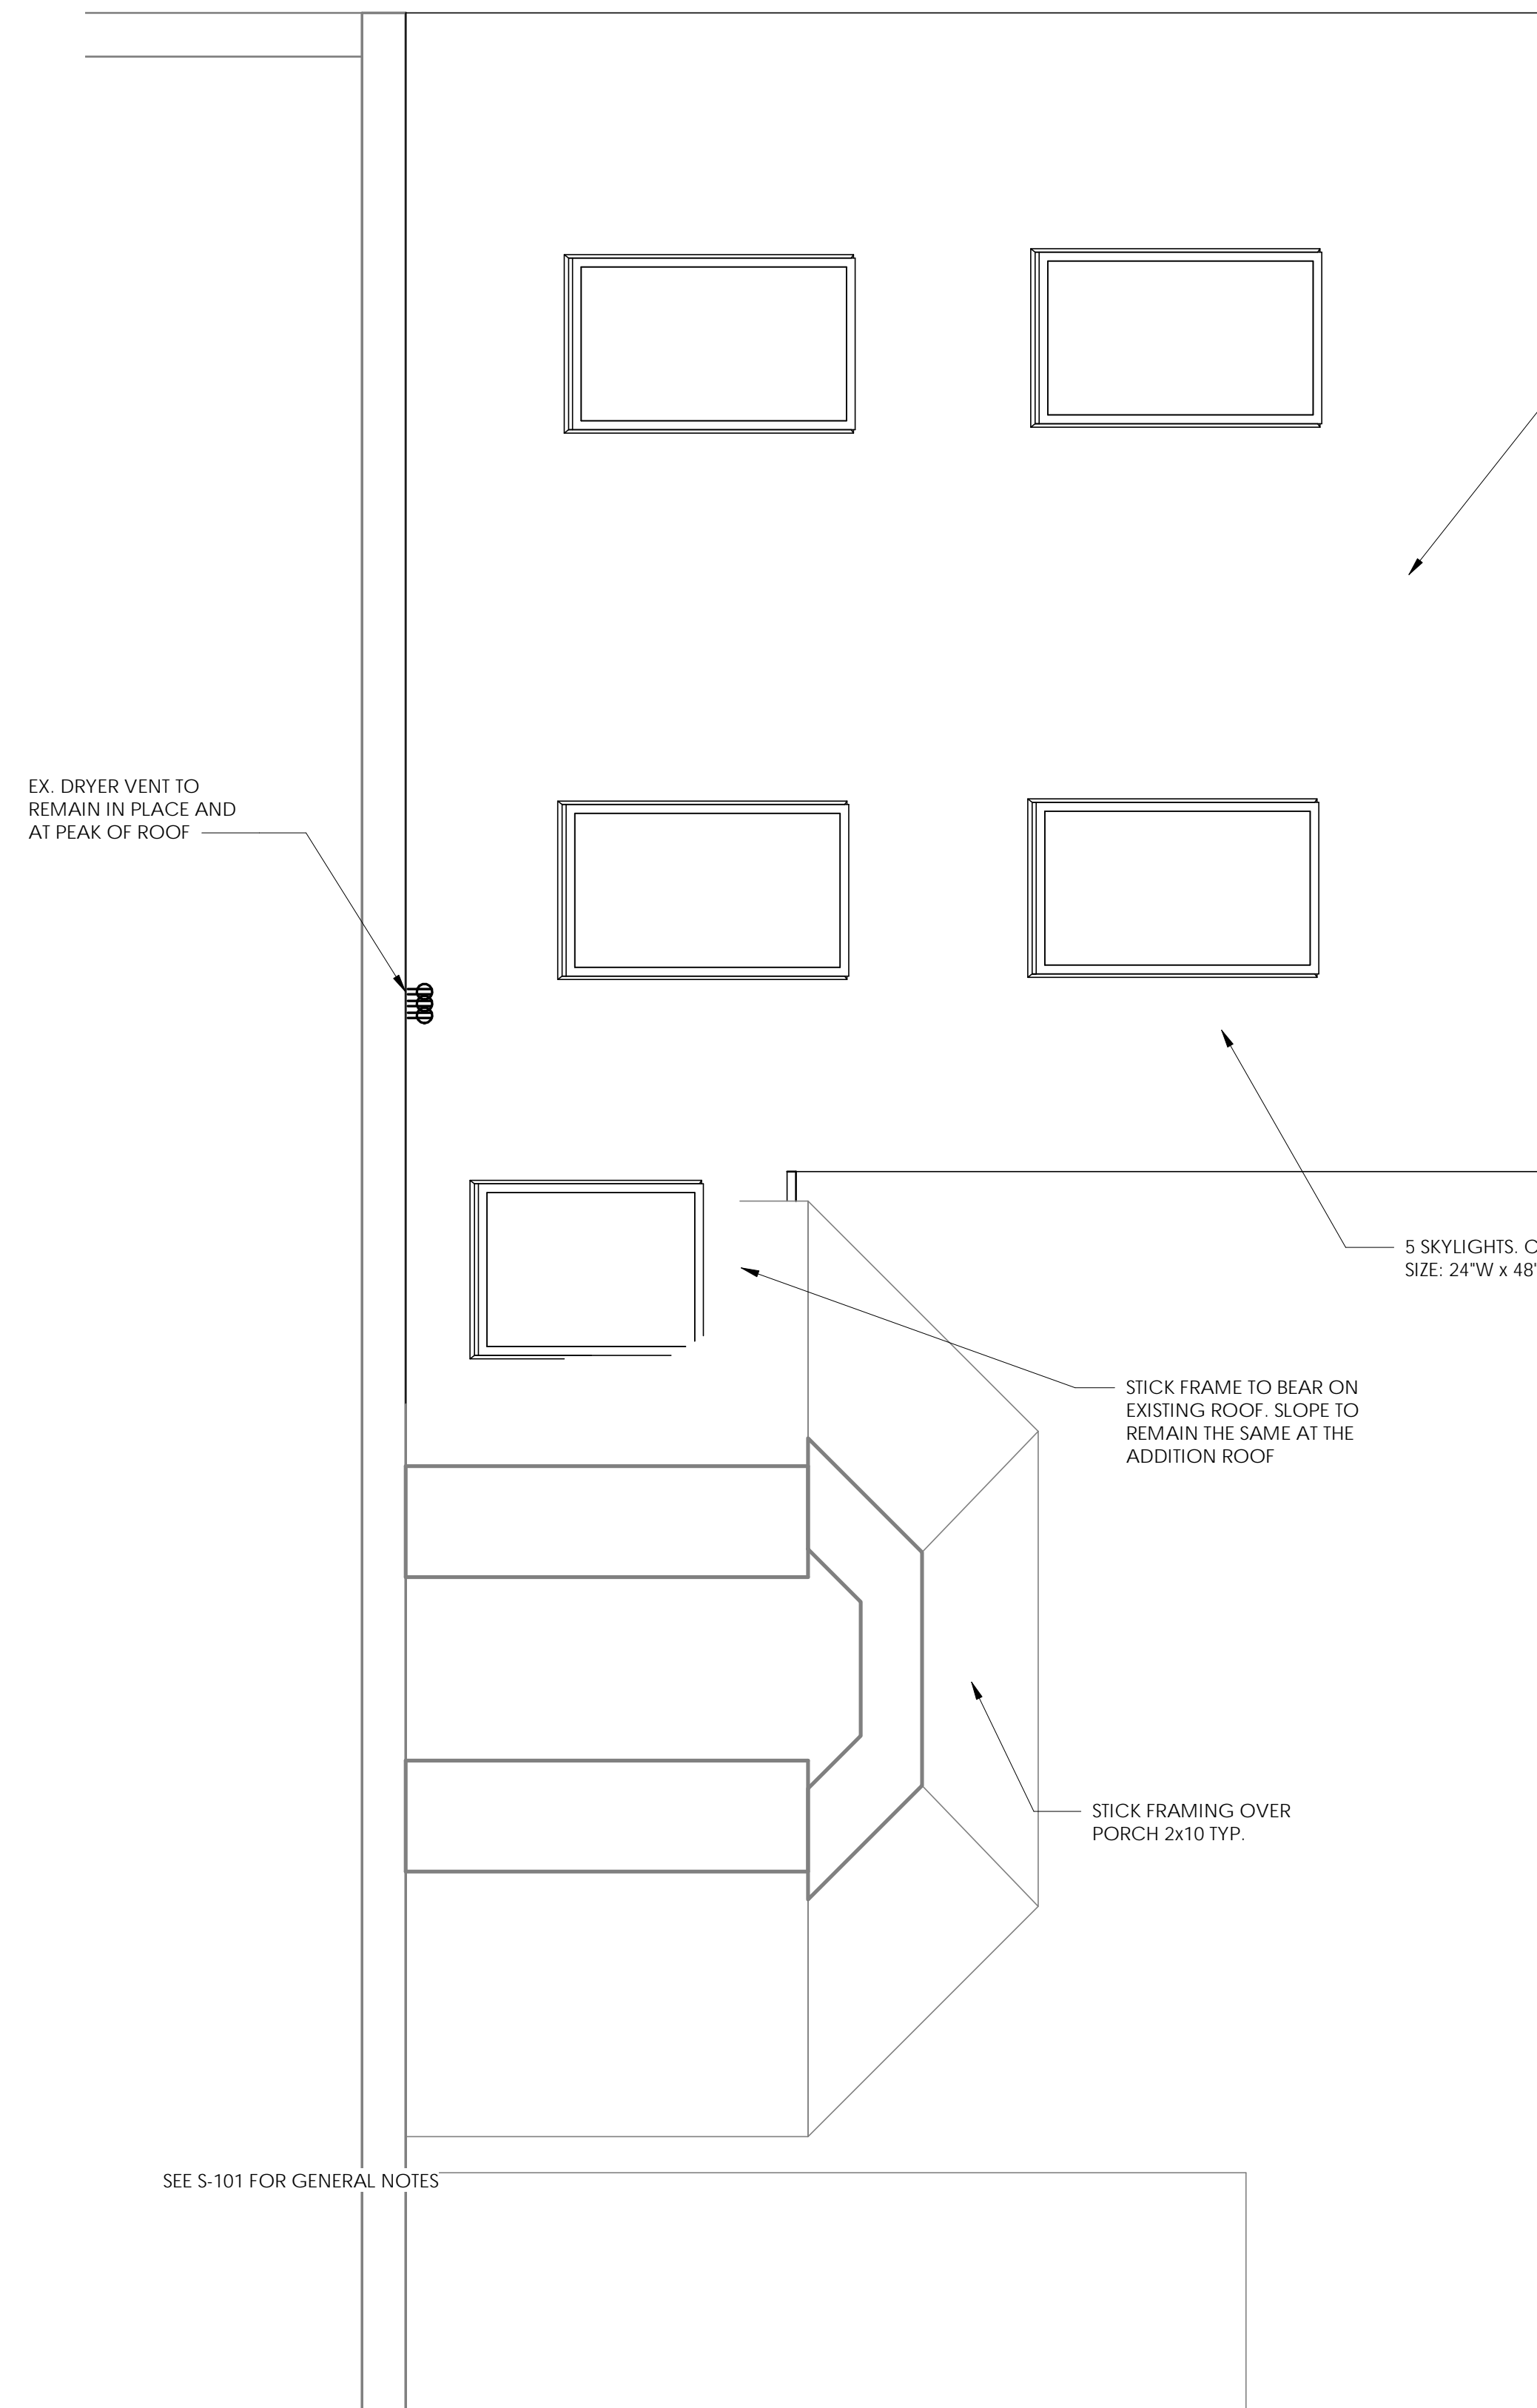 EX. DRYER VENT TO
REMAIN IN PLACE AND
AT PEAK OF ROOF
5 SKYLIGHTS.
SIZE: 24"W x 48"
STICK FRAME TO BEAR ON
EXISTING ROOF. SLOPE TO
REMAIN THE SAME AT THE
ADDITION ROOF
STICK FRAMING OVER
PORCH 2x10 TYP.
SEE S-101 FOR GENERAL NOTES